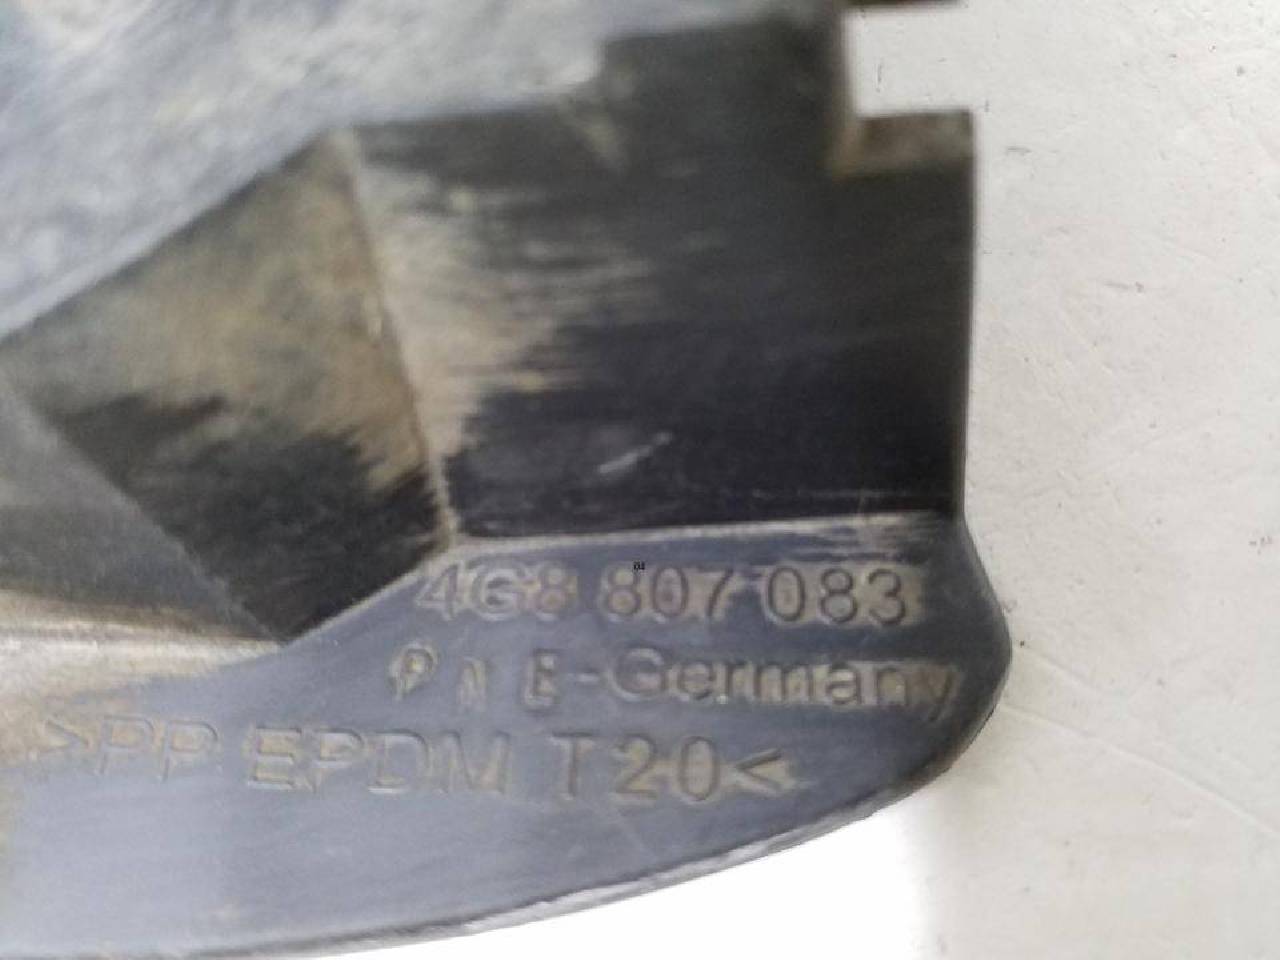 4G8 807 083
P N E-Germany
>PP EPDM T20<